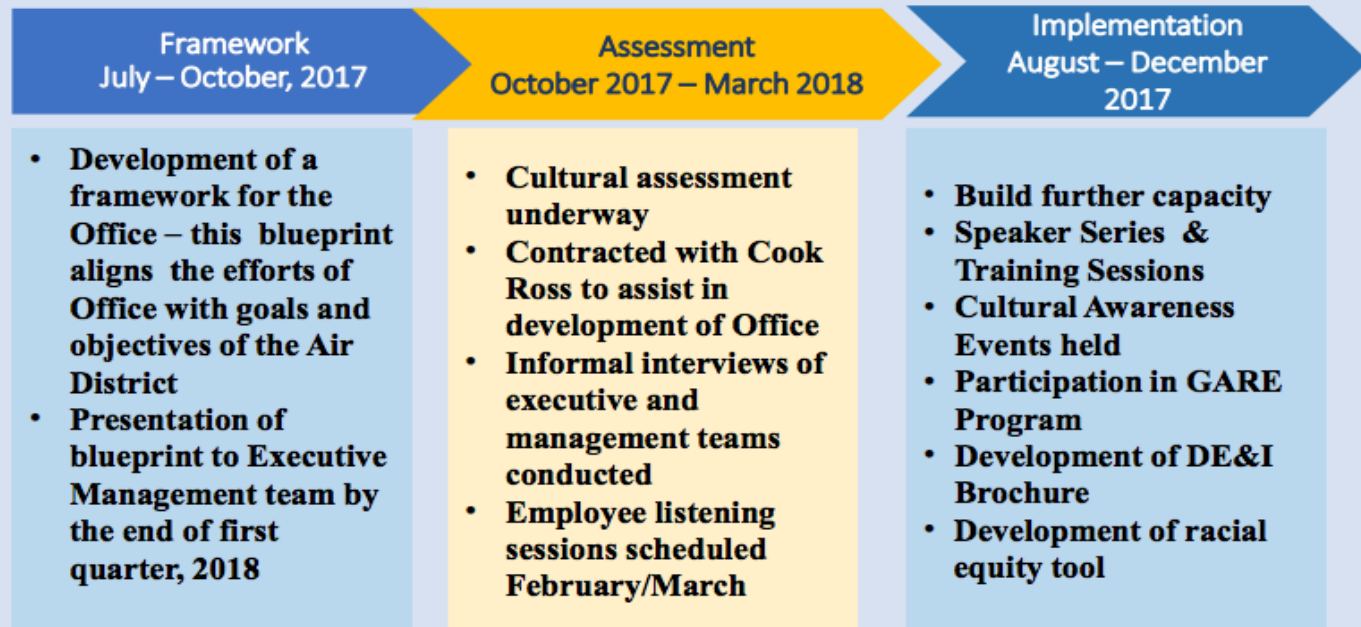 Framework
July – October, 2017
Assessment
October 2017 – March 2018
Implementation
August – December
2017
• Development of a
framework for the
Office – this blueprint
aligns the efforts of
Office with goals and
objectives of the Air
District
• Presentation of
blueprint to Executive
Management team by
the end of first
quarter, 2018
• Cultural assessment
underway
• Contracted with Cook
Ross to assist in
development of Office
• Informal interviews of
executive and
management teams
conducted
• Employee listening
sessions scheduled
February/March
• Build further capacity
• Speaker Series &
Training Sessions
• Cultural Awareness
Events held
• Participation in GARE
Program
• Development of DE&I
Brochure
• Development of racial
equity tool